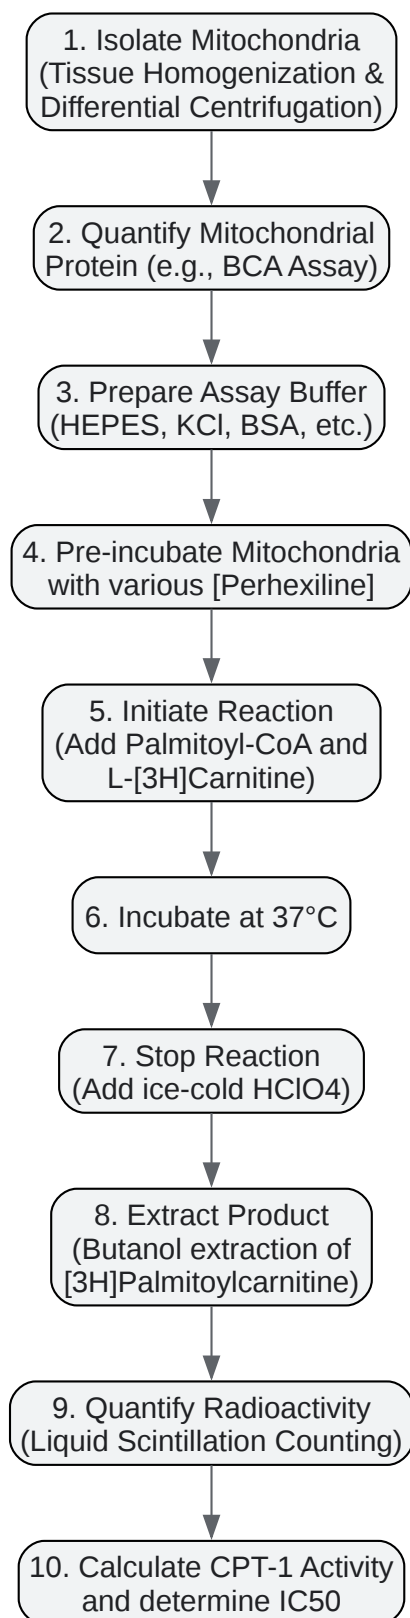 1. Isolate Mitochondria
(Tissue Homogenization &
Differential Centrifugation)
2. Quantify Mitochondrial
Protein (e.g., BCA Assay)
3. Prepare Assay Buffer
(HEPES, KCl, BSA, etc.)
4. Pre-incubate Mitochondria
with various [Perhexiline]
5. Initiate Reaction
(Add Palmitoyl-CoA and
L-[3H]Carnitine)
6. Incubate at 37°C
7. Stop Reaction
(Add ice-cold HClO4)
8. Extract Product
(Butanol extraction of
[3H]Palmitoylcarnitine)
9. Quantify Radioactivity
(Liquid Scintillation Counting)
10. Calculate CPT-1 Activity
and determine IC50